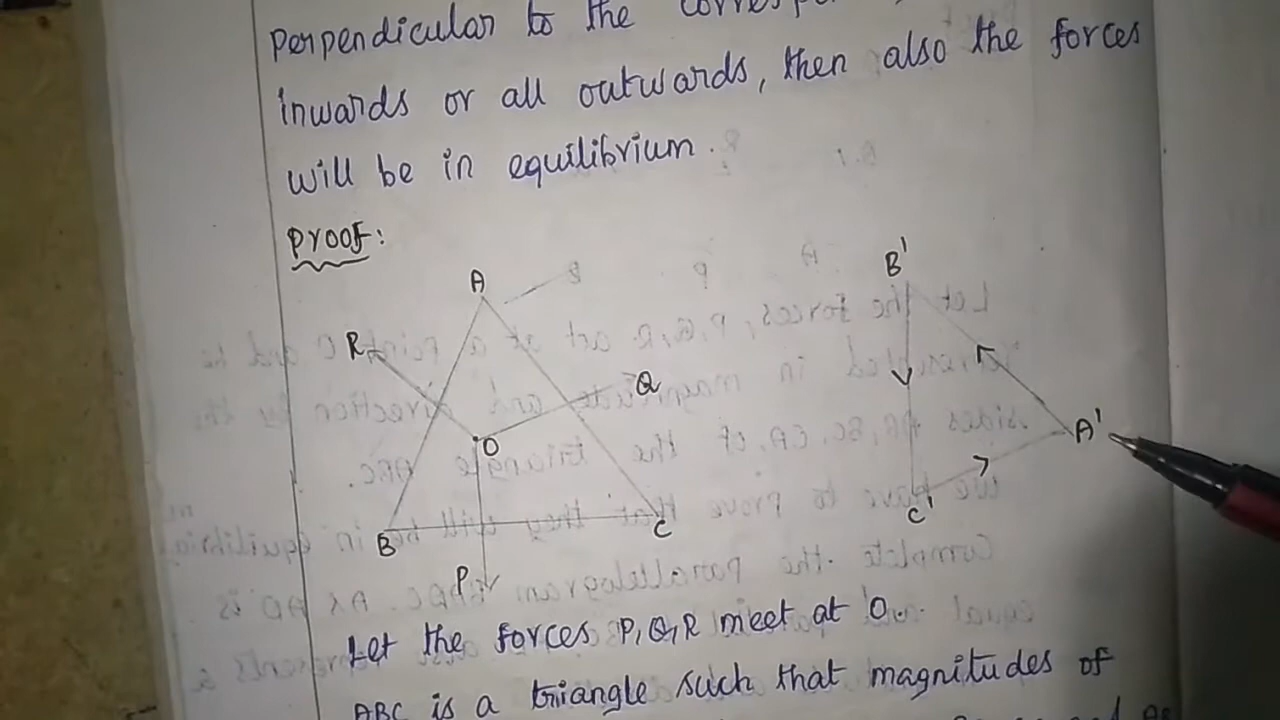 perpendicular to the
inwards or all outwards, then also the forces
will be in equilibrium.
Proof:
A
B'
R
Q
O
A'
B
C
C'
P
Let the forces P, Q, R meet at O.
ABC is a triangle such that magnitudes of